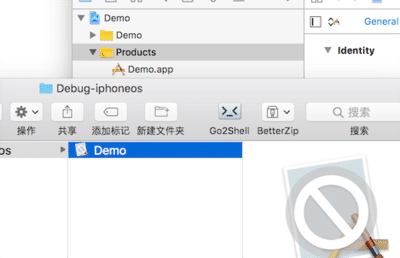 Demo
General
Demo
Products
Identity
Demo.app
Debug-iphoneos
操作
共享
添加标记
新建文件夹
Go2Shell
BetterZip
搜索
搜索
os
Demo